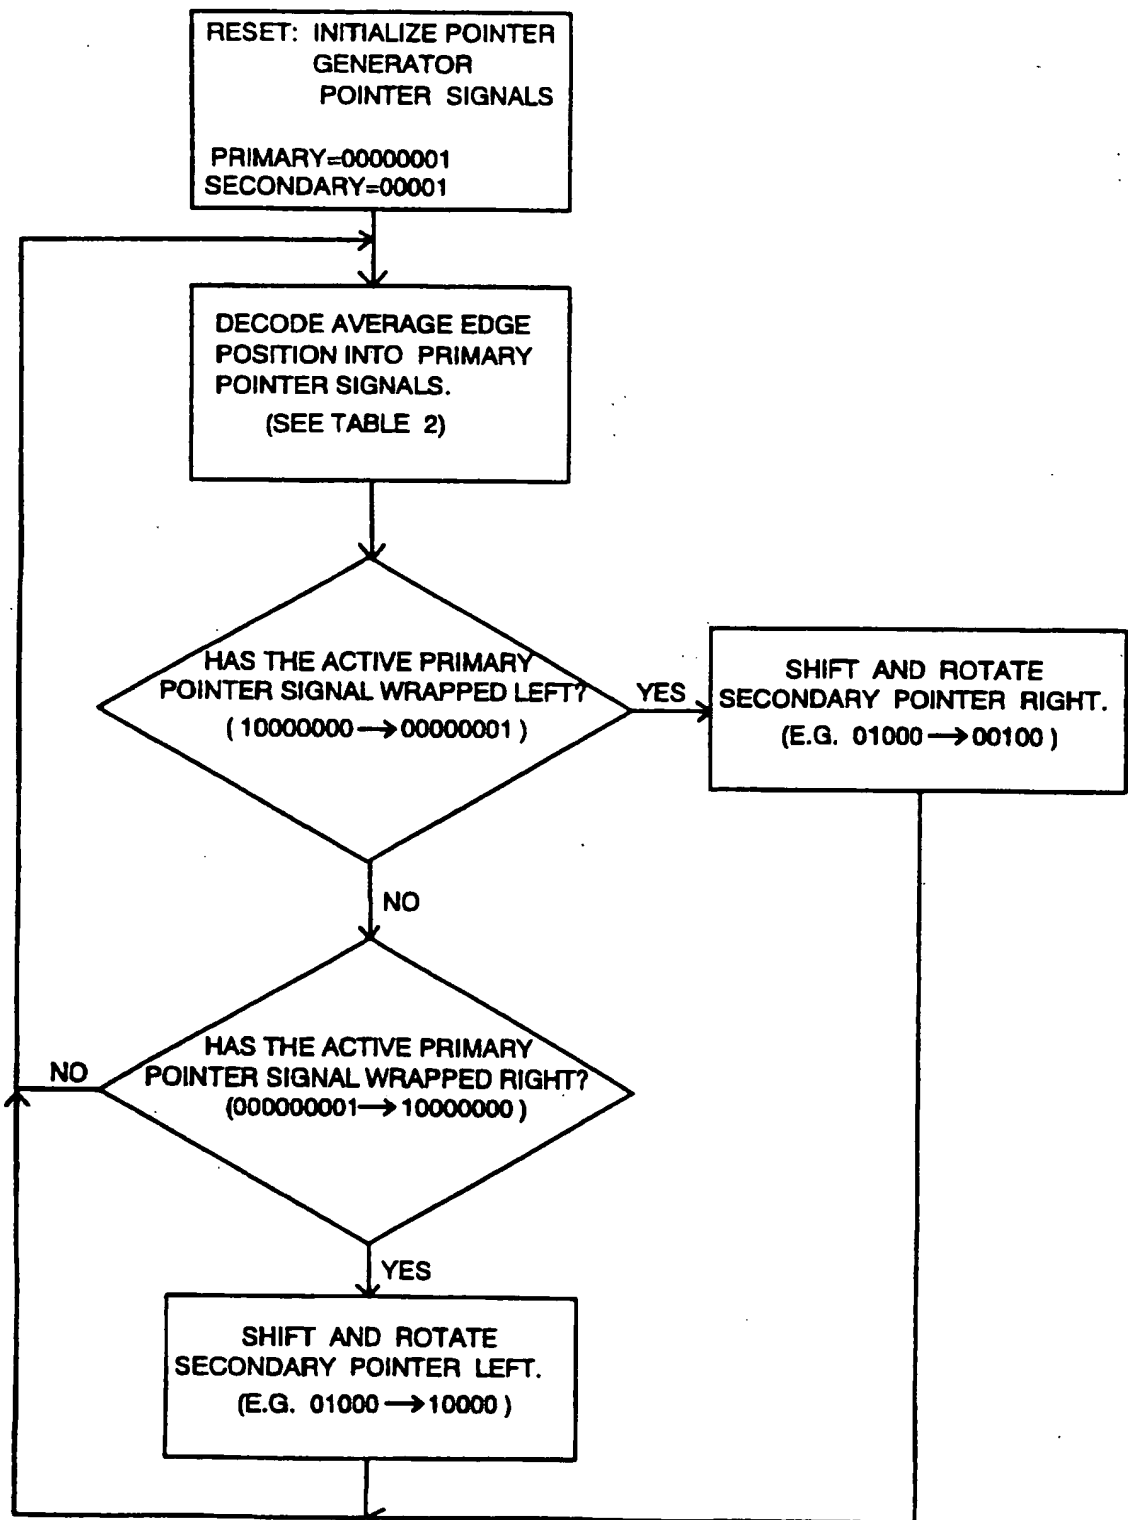 RESET: INITIALIZE POINTER
GENERATOR
POINTER SIGNALS
PRIMARY=00000001
SECONDARY=00001
DECODE AVERAGE EDGE
POSITION INTO PRIMARY
POINTER SIGNALS.
(SEE TABLE 2)
HAS THE ACTIVE PRIMARY
POINTER SIGNAL WRAPPED LEFT?
(10000000→00000001)
YES
SHIFT AND ROTATE
SECONDARY POINTER RIGHT.
(E.G. 01000→00100)
NO
HAS THE ACTIVE PRIMARY
POINTER SIGNAL WRAPPED RIGHT?
(000000001→10000000)
NO
YES
SHIFT AND ROTATE
SECONDARY POINTER LEFT.
(E.G. 01000→10000)